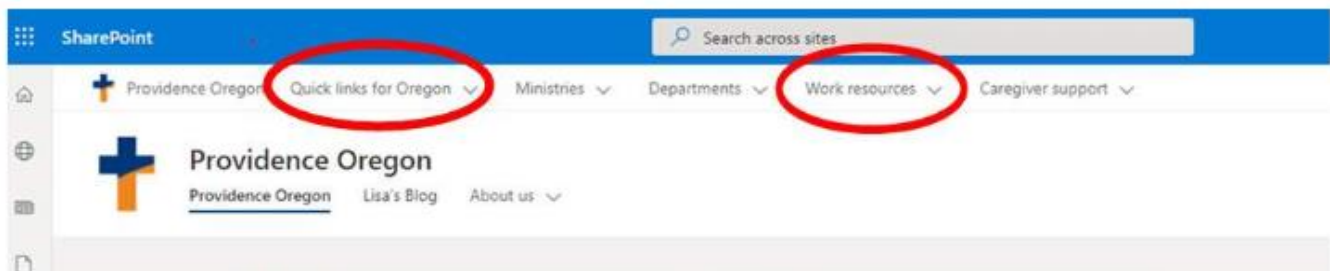 SharePoint
Search across sites
Providence Oregon Quick links for Oregon Ministries Departments Work resources Caregiver support
Providence Oregon
Providence Oregon Lisa's Blog About us